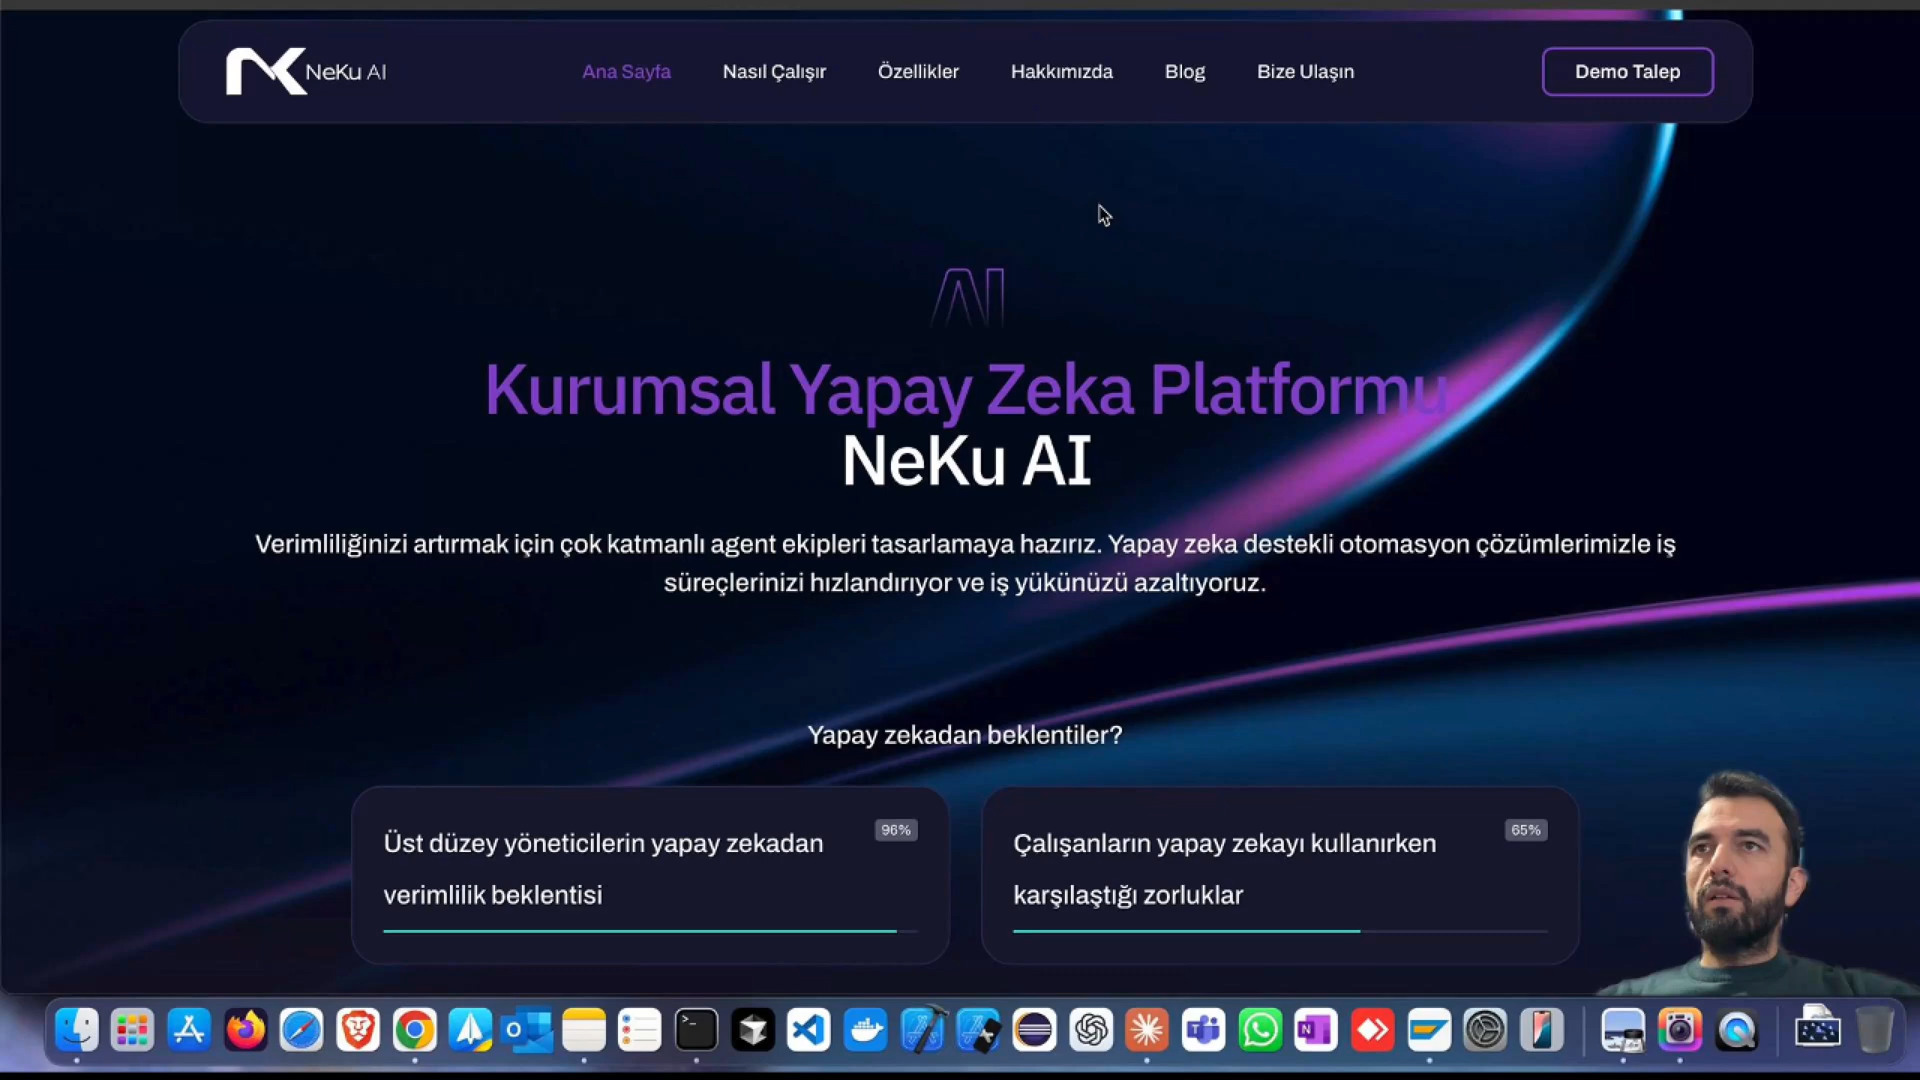 NeKu AI
Ana Sayfa
Nasıl Çalışır
Özellikler
Hakkımızda
Blog
Bize Ulaşın
Demo Talep
AI
Kurumsal Yapay Zeka Platformu
NeKu AI
Verimliliğinizi artırmak için çok katmanlı agent ekipleri tasarlamaya hazırız. Yapay zeka destekli otomasyon çözümlerimizle iş
süreçlerinizi hızlandırıyor ve iş yükünüzü azaltıyoruz.
Yapay zekadan beklentiler?
Üst düzey yöneticilerin yapay zekadan
verimlilik beklentisi
96%
Çalışanların yapay zekayı kullanırken
karşılaştığı zorluklar
65%